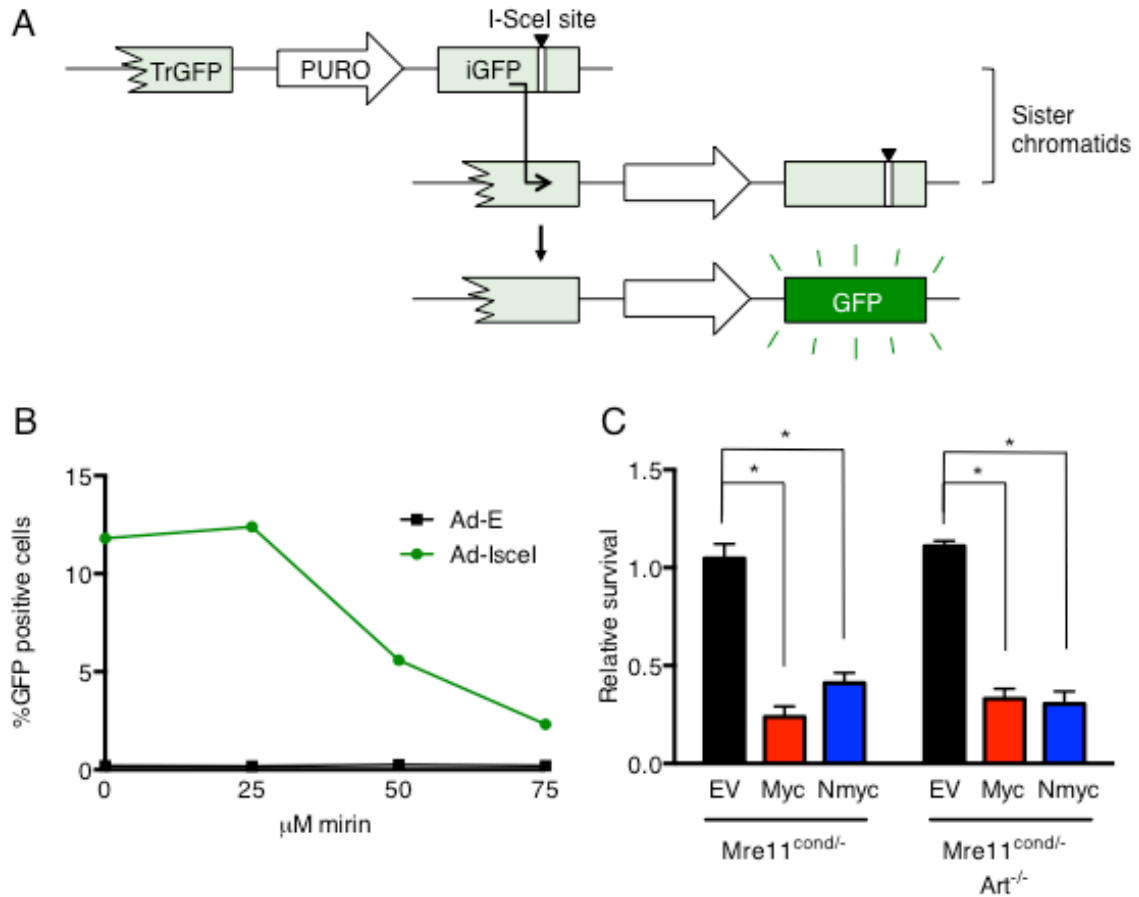 A
I-SceI site
TrGFP
PURO
iGFP
Sister
chromatids
GFP
B
15
10
5
0
%GFP positive cells
Ad-E
Ad-IsceI
0 25 50 75
µM mirin
C
1.5
1.0
0.5
0.0
Relative survival
* *
* *
EV Myc Nmyc EV Myc Nmyc
Mre11cond/- Mre11cond/-
Art-/-